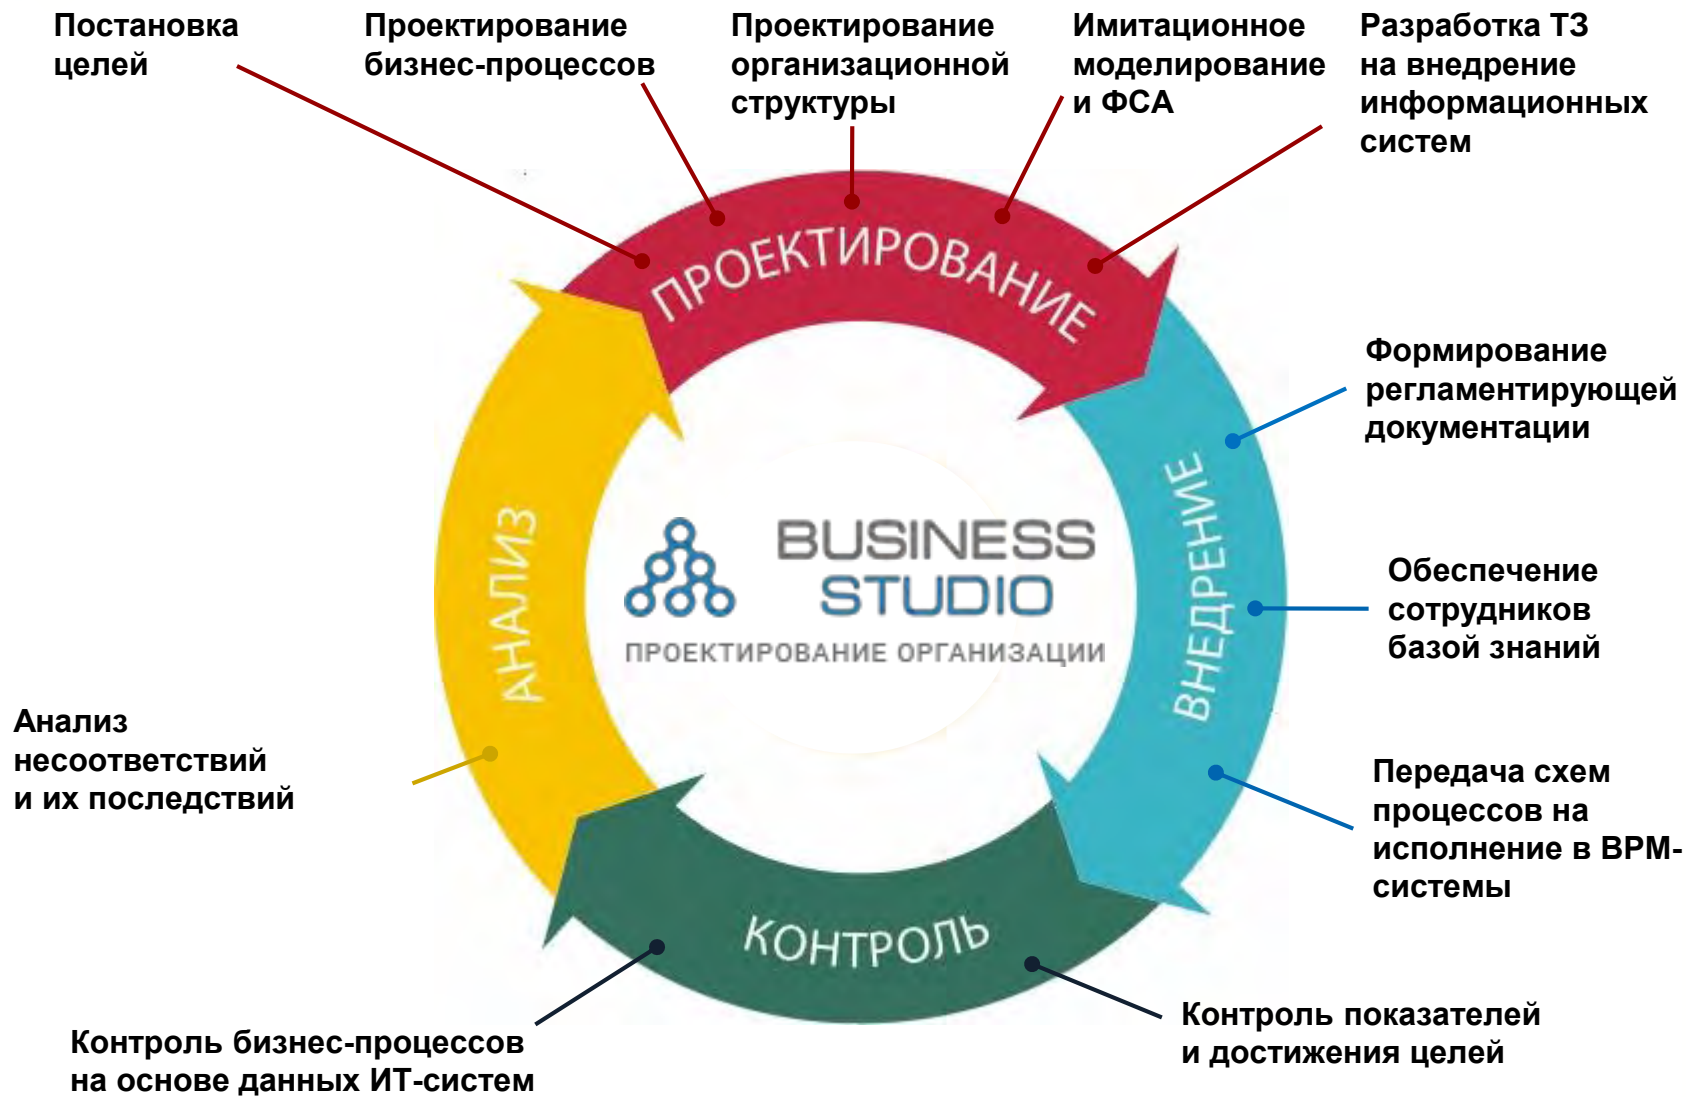 Постановка
целей
Проектирование
бизнес-процессов
Проектирование
организационной
структуры
Имитационное
моделирование
и ФСА
Разработка ТЗ
на внедрение
информационных
систем
ПРОЕКТИРОВАНИЕ
Формирование
регламентирующей
документации
ВНЕДРЕНИЕ
Обеспечение
сотрудников
базой знаний
Передача схем
процессов на
исполнение в BPM-
системы
BUSINESS
STUDIO
ПРОЕКТИРОВАНИЕ ОРГАНИЗАЦИИ
КОНТРОЛЬ
Контроль показателей
и достижения целей
Контроль бизнес-процессов
на основе данных ИТ-систем
АНАЛИЗ
Анализ
несоответствий
и их последствий